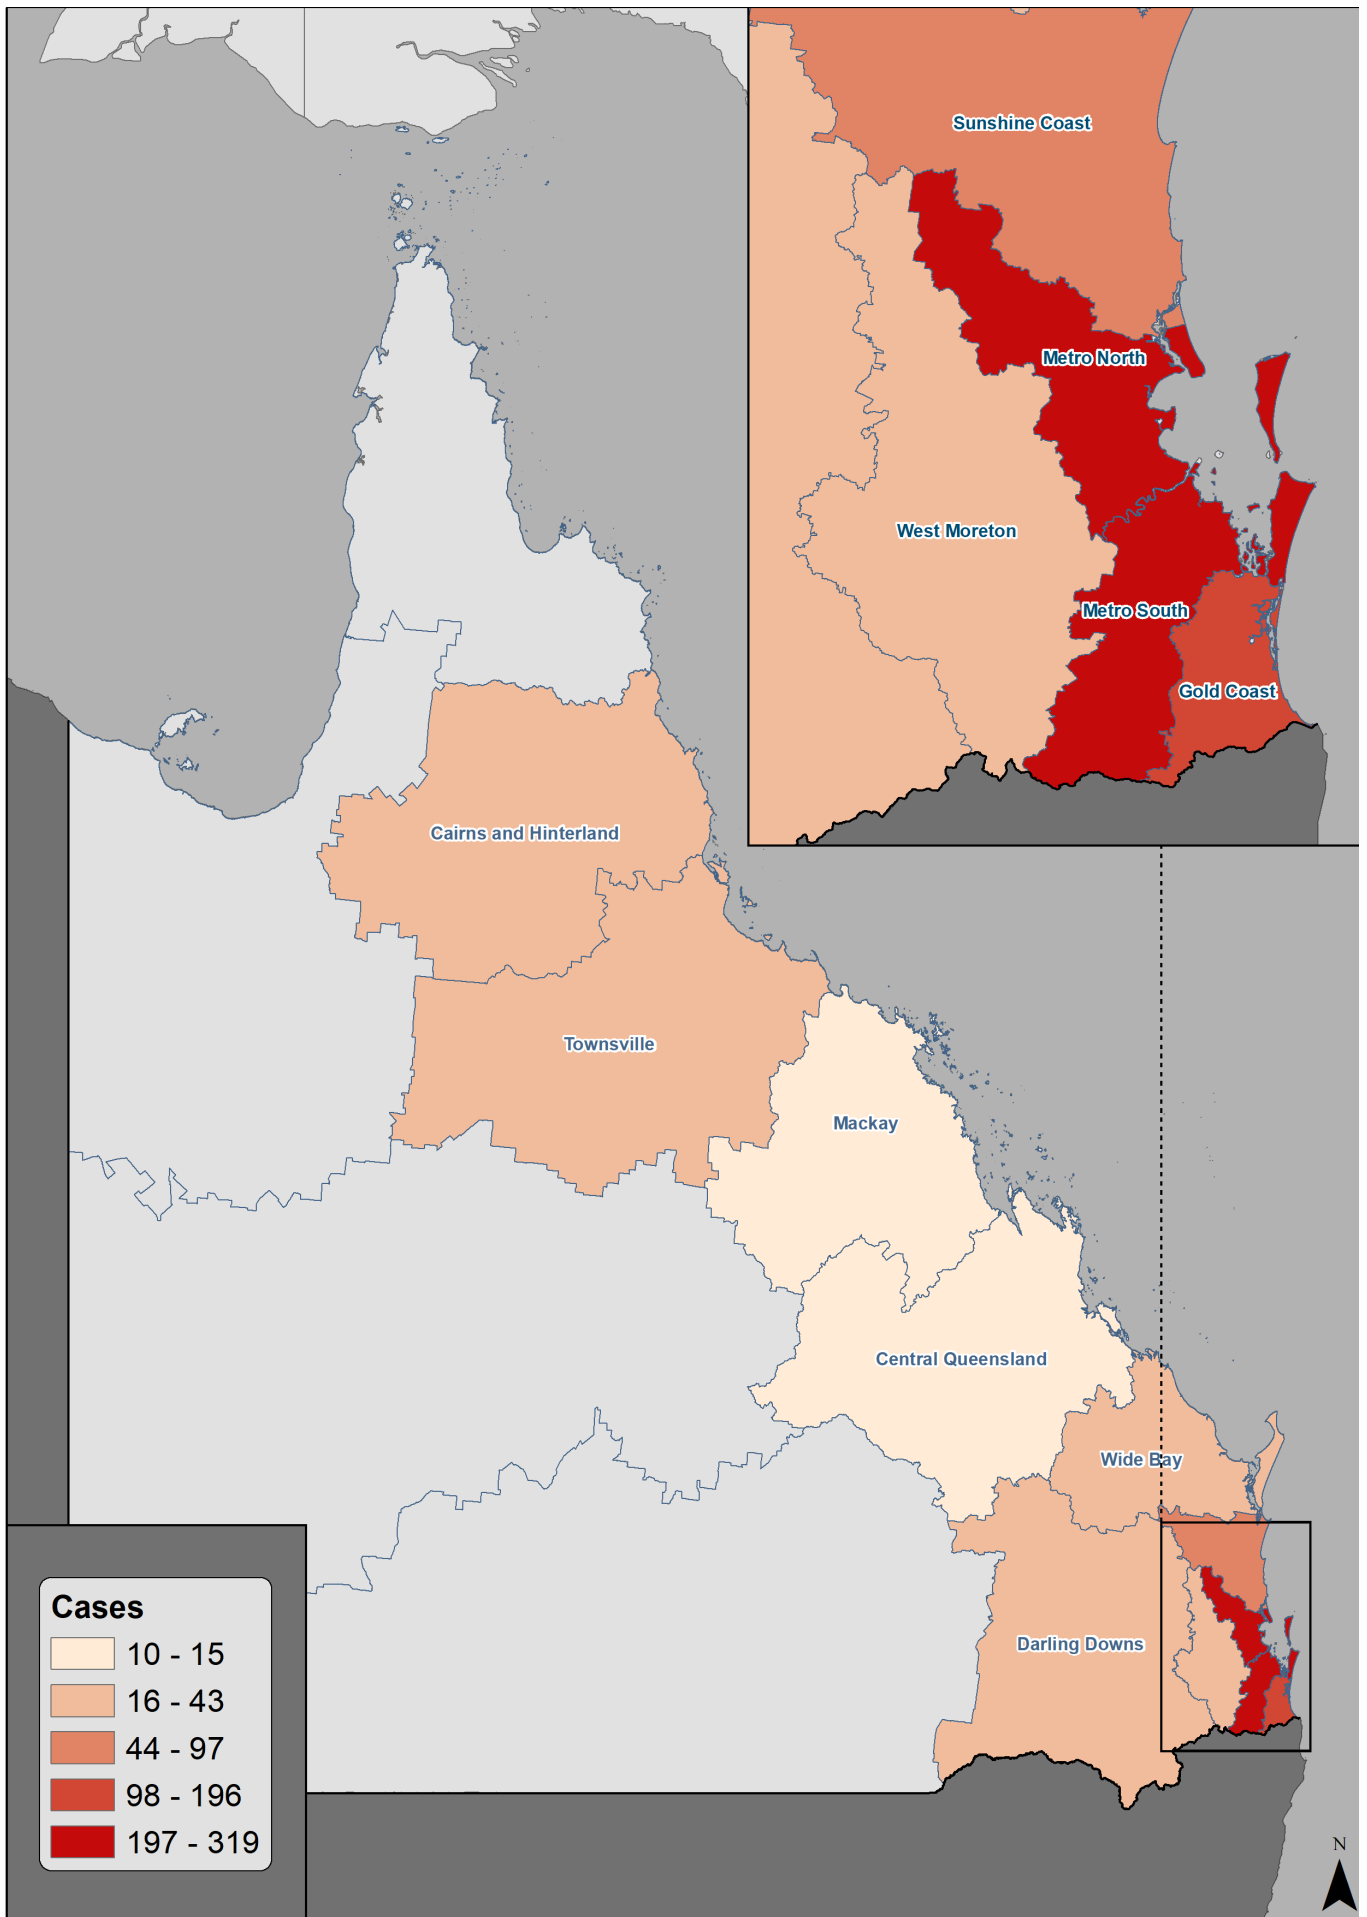 Sunshine Coast
Metro North
West Moreton
Metro South
Gold Coast
Cairns and Hinterland
Townsville
Mackay
Central Queensland
Wide Bay
Darling Downs
Cases
10 - 15
16 - 43
44 - 97
98 - 196
197 - 319
N